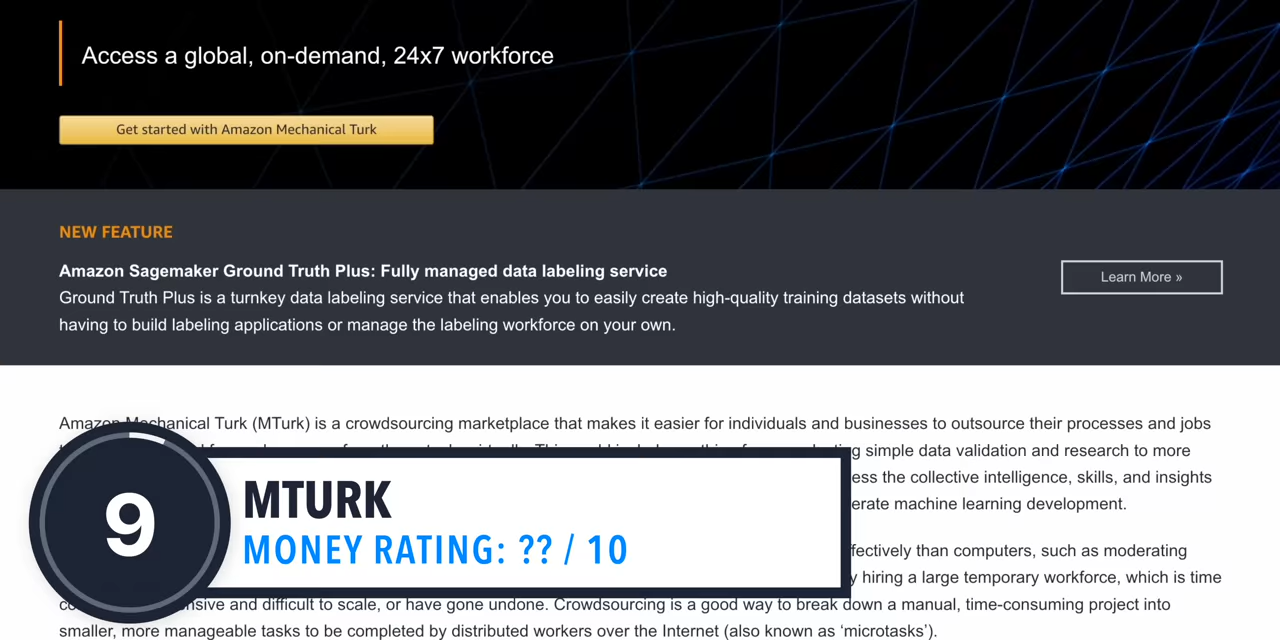 Access a global, on-demand, 24x7 workforce
Get started with Amazon Mechanical Turk
NEW FEATURE
Amazon Sagemaker Ground Truth Plus: Fully managed data labeling service
Ground Truth Plus is a turnkey data labeling service that enables you to easily create high-quality training datasets without
having to build labeling applications or manage the labeling workforce on your own.
Learn More »
Amazon Mechanical Turk (MTurk) is a crowdsourcing marketplace that makes it easier for individuals and businesses to outsource their processes and jobs
simple data validation and research to more
the collective intelligence, skills, and insights
machine learning development.
than computers, such as moderating
hiring a large temporary workforce, which is time
and difficult to scale, or have gone undone. Crowdsourcing is a good way to break down a manual, time-consuming project into
smaller, more manageable tasks to be completed by distributed workers over the Internet (also known as ‘microtasks’).
9
MTURK
MONEY RATING: ?? / 10